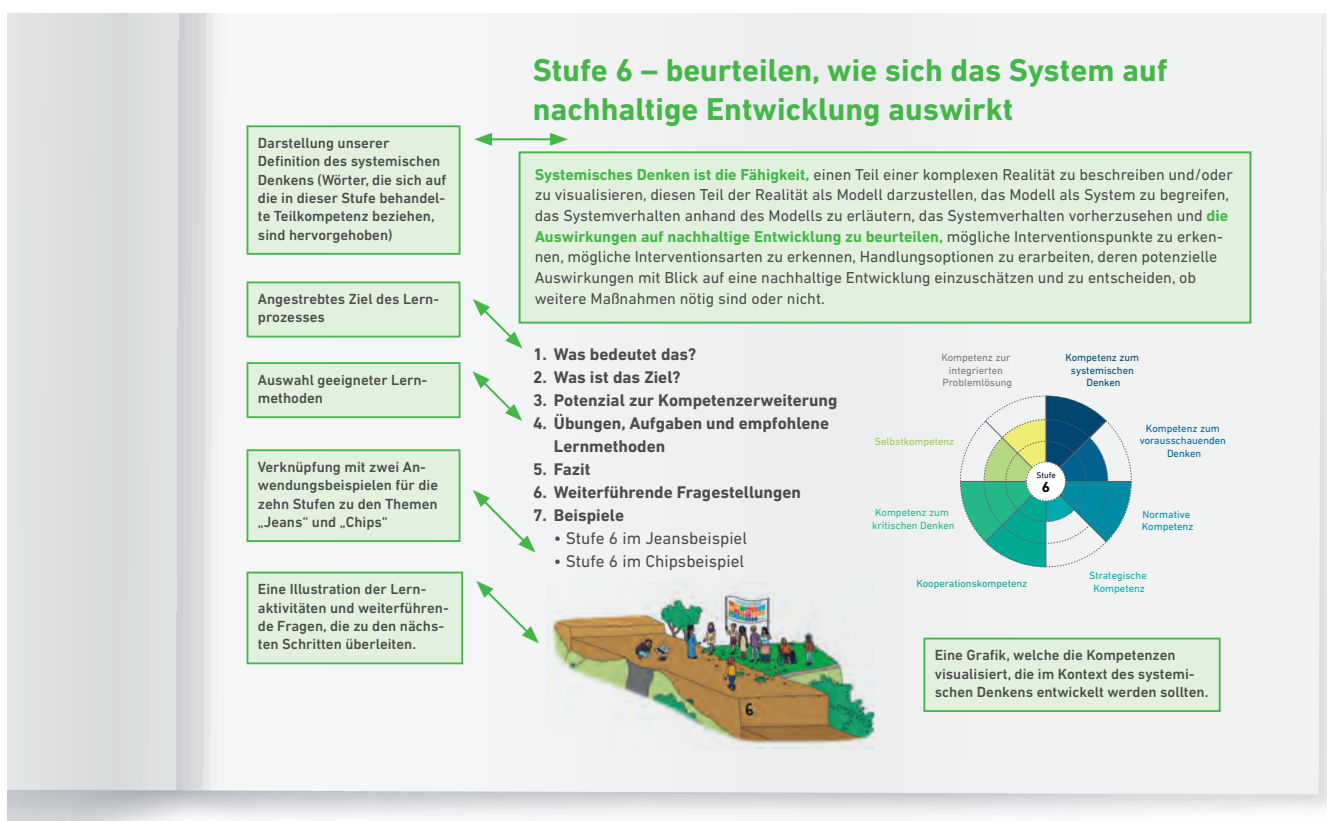 Stufe 6 – beurteilen, wie sich das System auf
nachhaltige Entwicklung auswirkt
Darstellung unserer
Definition des systemischen
Denkens (Wörter, die sich auf
die in dieser Stufe behandel-
te Teilkompetenz beziehen,
sind hervorgehoben)
Systemisches Denken ist die Fähigkeit, einen Teil einer komplexen Realität zu beschreiben und/oder
zu visualisieren, diesen Teil der Realität als Modell darzustellen, das Modell als System zu begreifen,
das Systemverhalten anhand des Modells zu erläutern, das Systemverhalten vorherzusehen und die
Auswirkungen auf nachhaltige Entwicklung zu beurteilen, mögliche Interventionspunkte zu erken-
nen, mögliche Interventionsarten zu erkennen, Handlungsoptionen zu erarbeiten, deren potenzielle
Auswirkungen mit Blick auf eine nachhaltige Entwicklung einzuschätzen und zu entscheiden, ob
weitere Maßnahmen nötig sind oder nicht.
Angestrebtes Ziel des Lern-
prozesses
Auswahl geeigneter Lern-
methoden
Verknüpfung mit zwei An-
wendungsbeispielen für die
zehn Stufen zu den Themen
„Jeans“ und „Chips“
Eine Illustration der Lern-
aktivitäten und weiterführen-
de Fragen, die zu den nächs-
ten Schritten überleiten.
1. Was bedeutet das?
2. Was ist das Ziel?
3. Potenzial zur Kompetenzerweiterung
4. Übungen, Aufgaben und empfohlene
Lernmethoden
5. Fazit
6. Weiterführende Fragestellungen
7. Beispiele
• Stufe 6 im Jeansbeispiel
• Stufe 6 im Chipsbeispiel
6
Kompetenz zur
integrierten
Problemlösung
Kompetenz zum
systemischen
Denken
Kompetenz zum
vorausschauenden
Denken
Selbstkompetenz
Stufe
6
Kompetenz zum
kritischen Denken
Normative
Kompetenz
Kooperationskompetenz
Strategische
Kompetenz
Eine Grafik, welche die Kompetenzen
visualisiert, die im Kontext des systemi-
schen Denkens entwickelt werden sollten.